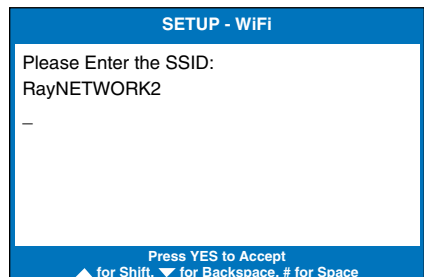 SETUP - WiFi
Please Enter the SSID:
RayNETWORK2
_
Press YES to Accept
▲ for Shift, ▼ for Backspace, # for Space